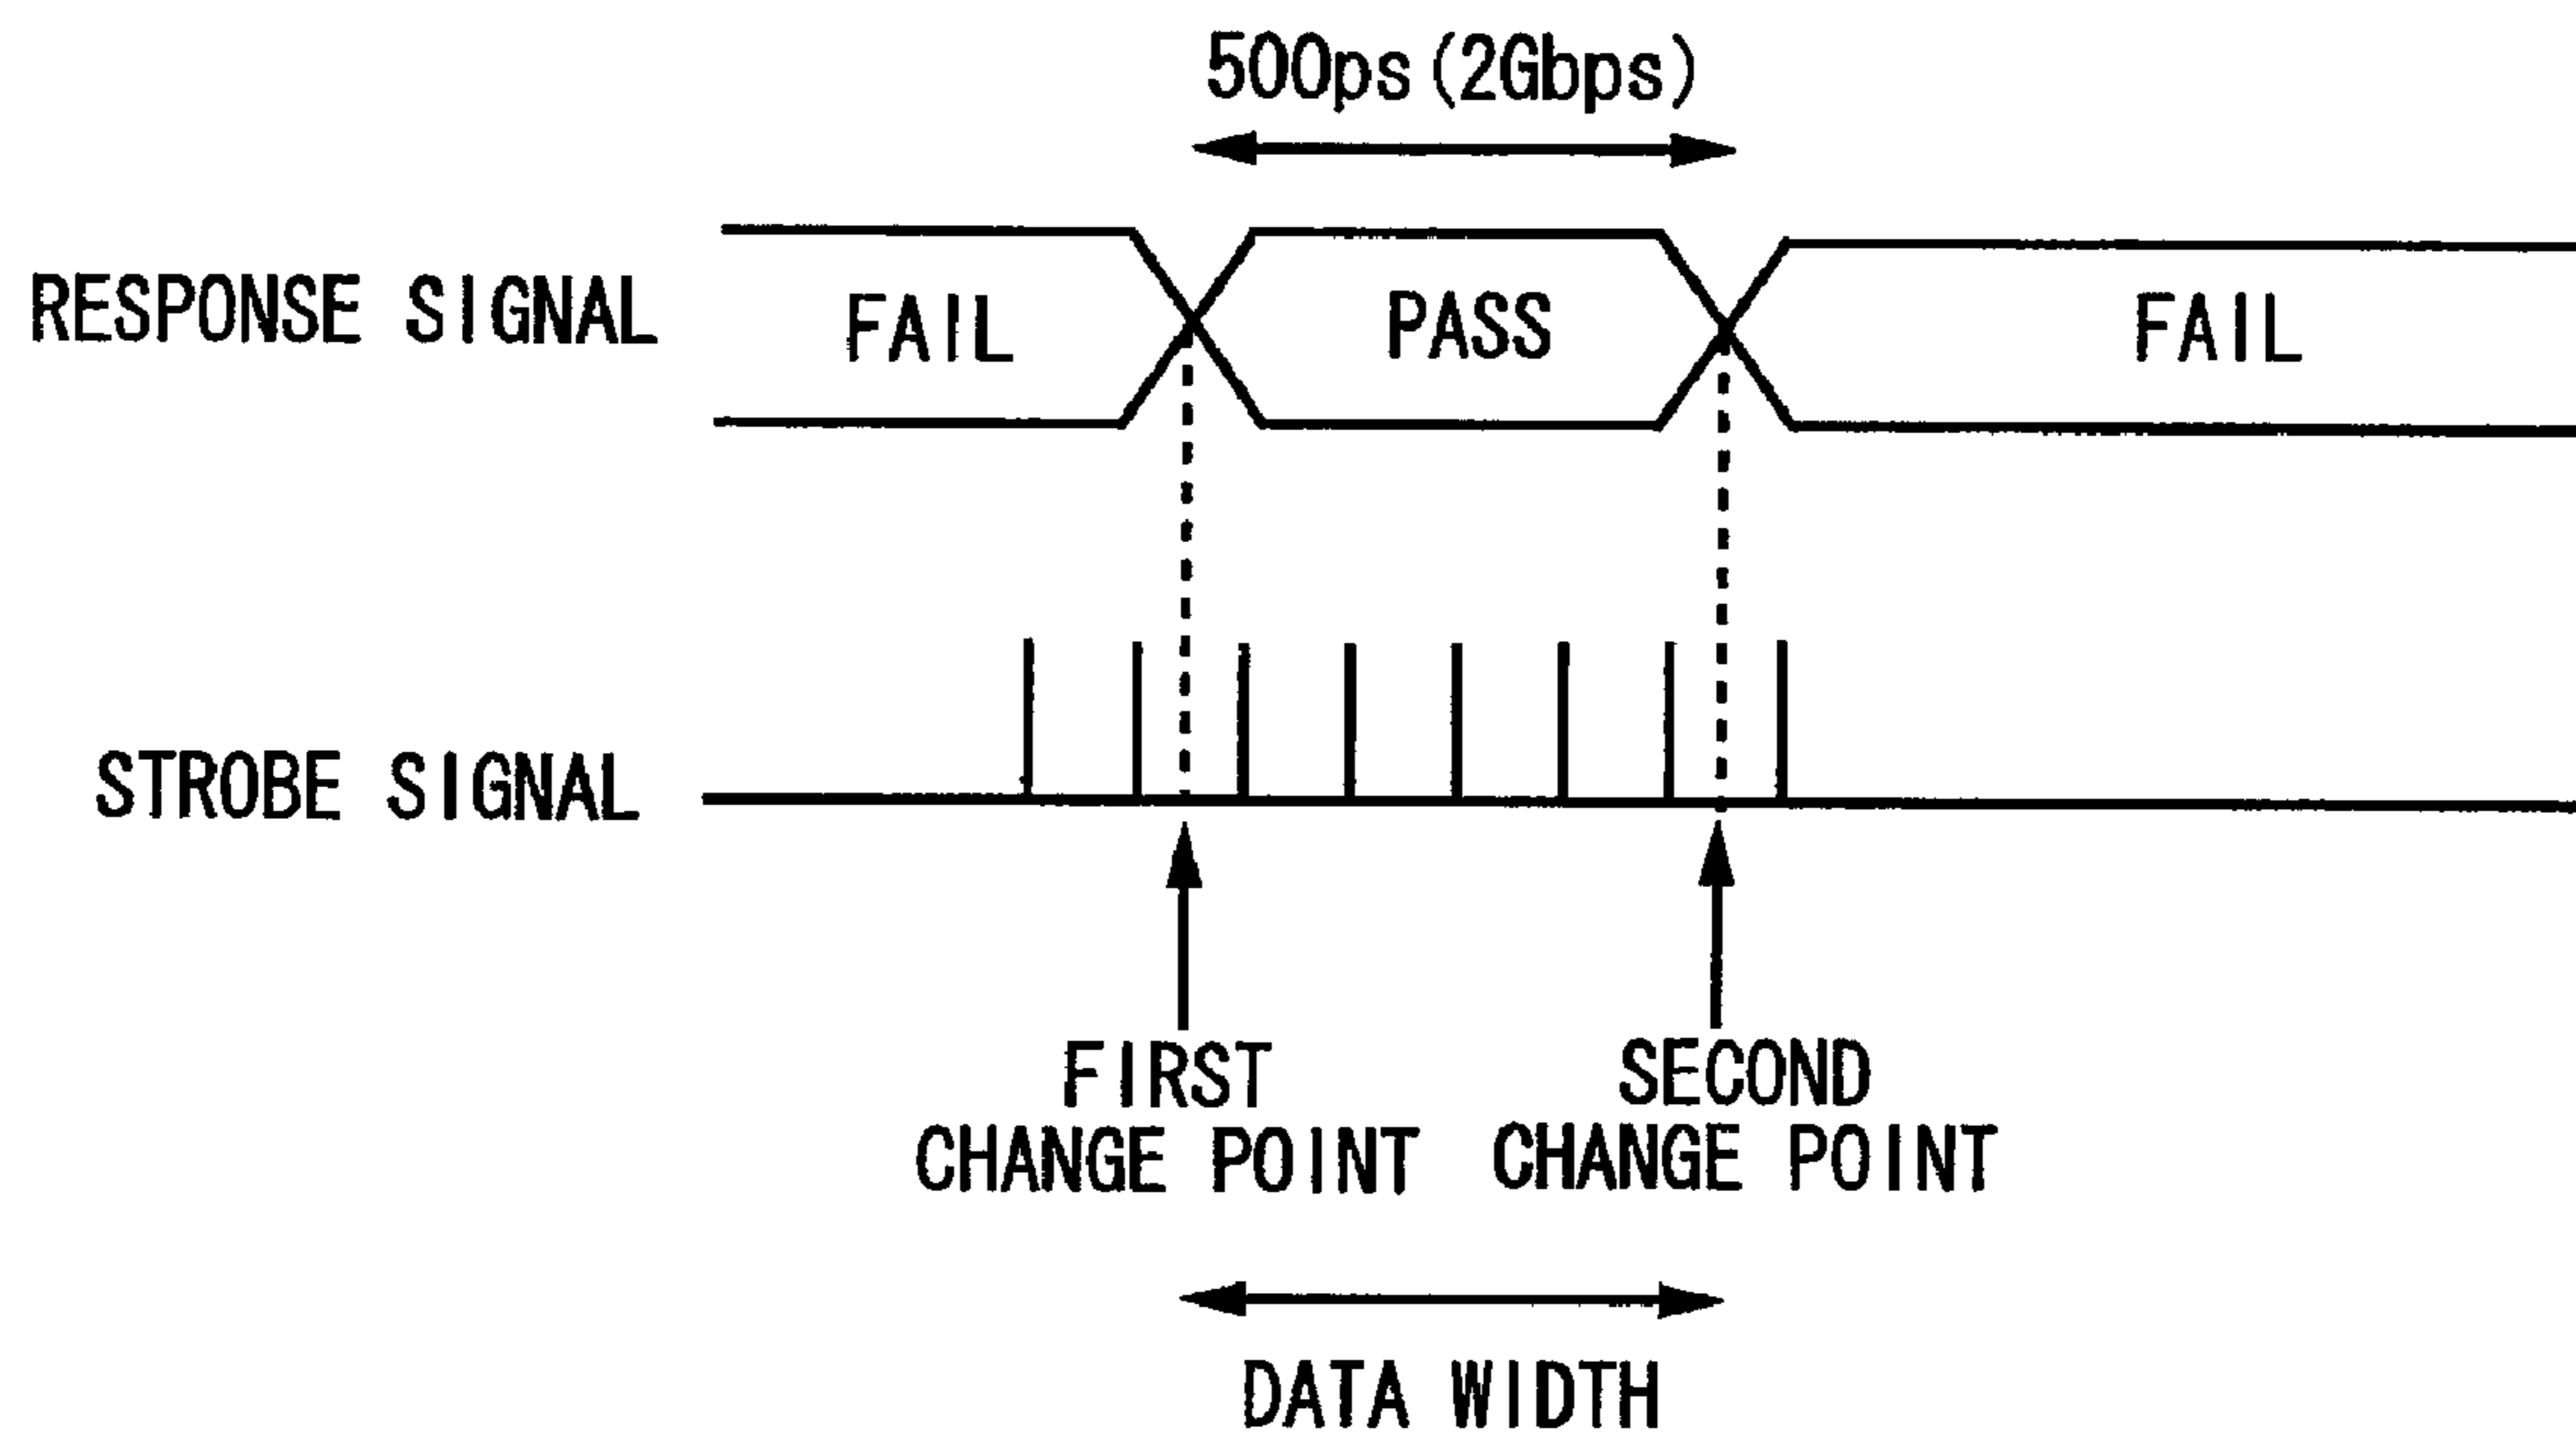 500ps(2Gbps)
RESPONSE SIGNAL
FAIL
PASS
FAIL
STROBE SIGNAL
FIRST
CHANGE POINT
SECOND
CHANGE POINT
DATA WIDTH